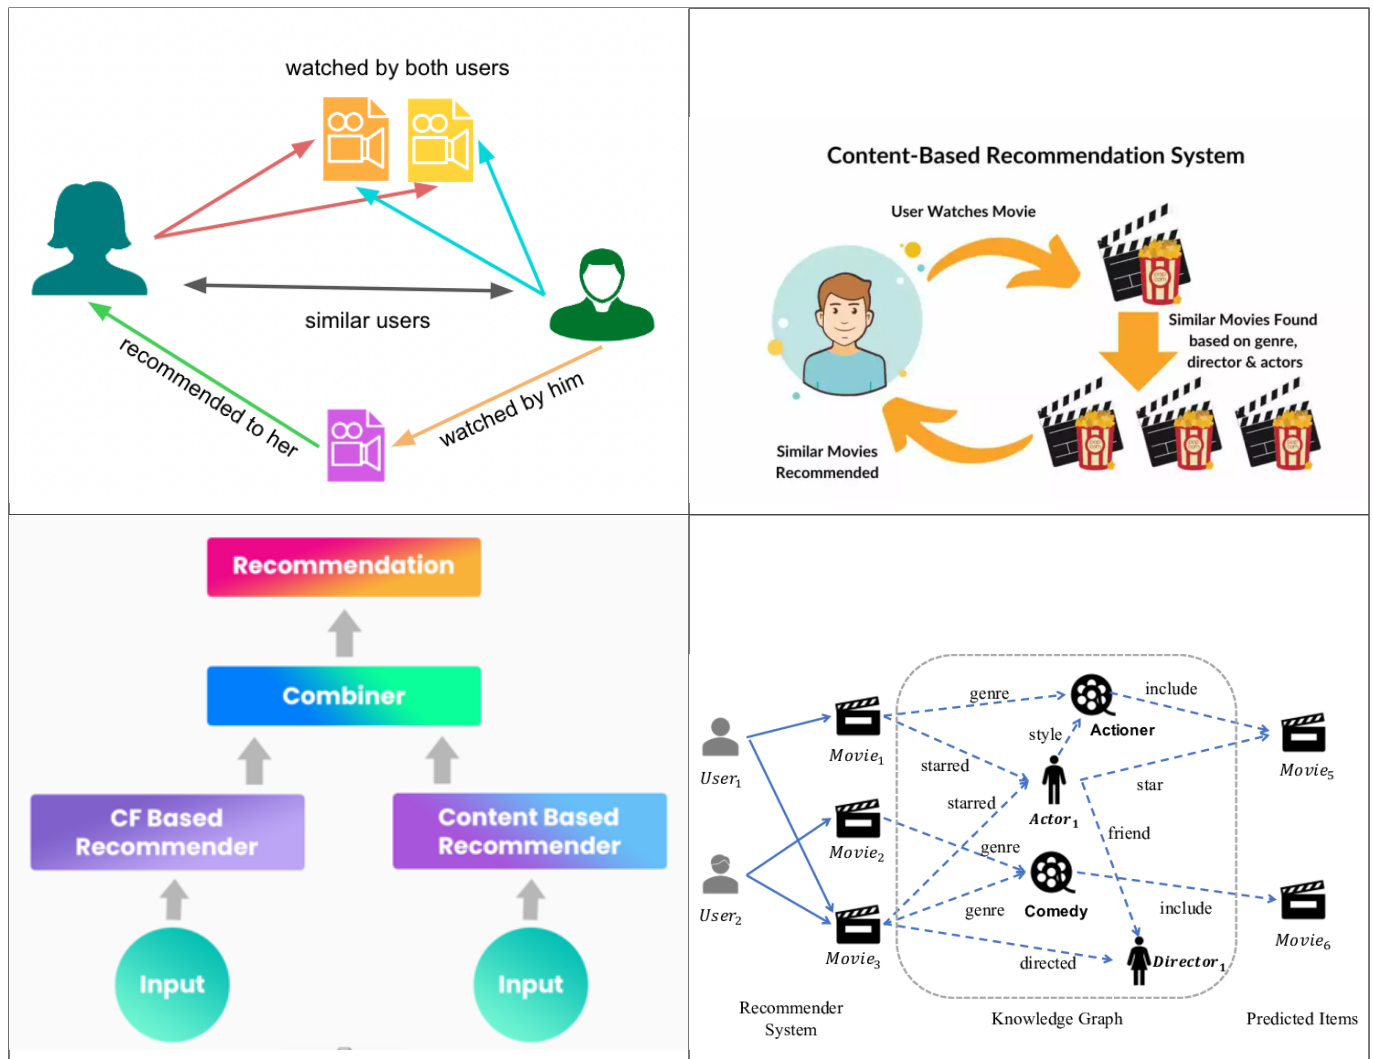 watched by both users
similar users
recommended to her
watched by him
Content-Based Recommendation System
User Watches Movie
Similar Movies Found
based on genre,
director & actors
Similar Movies
Recommended
Recommendation
Combiner
CF Based
Recommender
Content Based
Recommender
Input
Input
User₁
User₂
Movie₁
Movie₂
Movie₃
genre
starred
starred
genre
genre
directed
style
Actioner
include
Actor₁
star
friend
Comedy
include
Director₁
Movie₅
Movie₆
Recommender
System
Knowledge Graph
Predicted Items